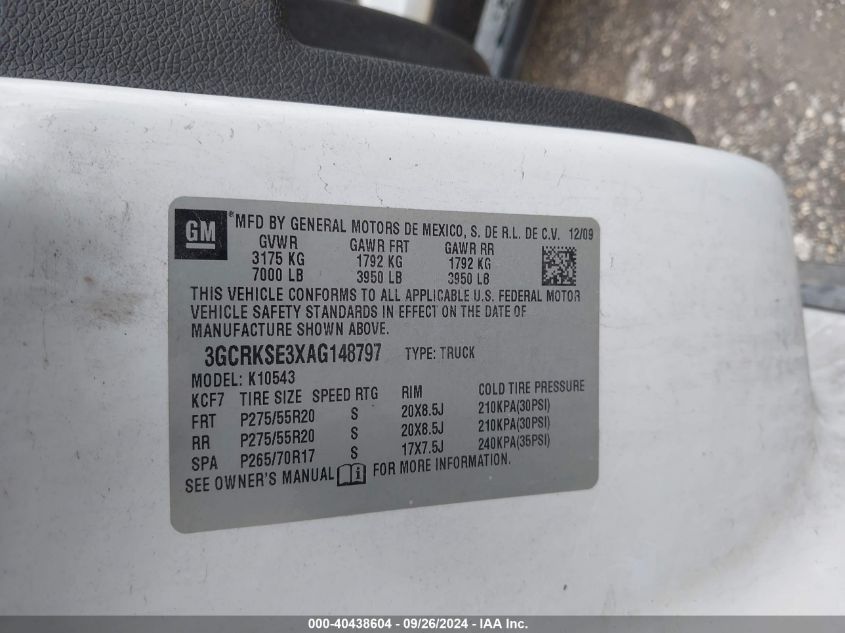 GM ® MFD BY GENERAL MOTORS DE MEXICO, S. DE R.L. DE C.V. 12/09
GVWR GAWR FRT GAWR RR
3175 KG 1792 KG 1792 KG
7000 LB 3950 LB 3950 LB
THIS VEHICLE CONFORMS TO ALL APPLICABLE U.S. FEDERAL MOTOR
VEHICLE SAFETY STANDARDS IN EFFECT ON THE DATE OF
MANUFACTURE SHOWN ABOVE.
3GCRKSE3XAG148797 TYPE: TRUCK
MODEL: K10543
KCF7 TIRE SIZE SPEED RTG RIM COLD TIRE PRESSURE
FRT P275/55R20 S 20X8.5J 210KPA(30PSI)
RR P275/55R20 S 20X8.5J 210KPA(30PSI)
SPA P265/70R17 S 17X7.5J 240KPA(35PSI)
SEE OWNER'S MANUAL i FOR MORE INFORMATION.
000-40438604 - 09/26/2024 - IAA Inc.